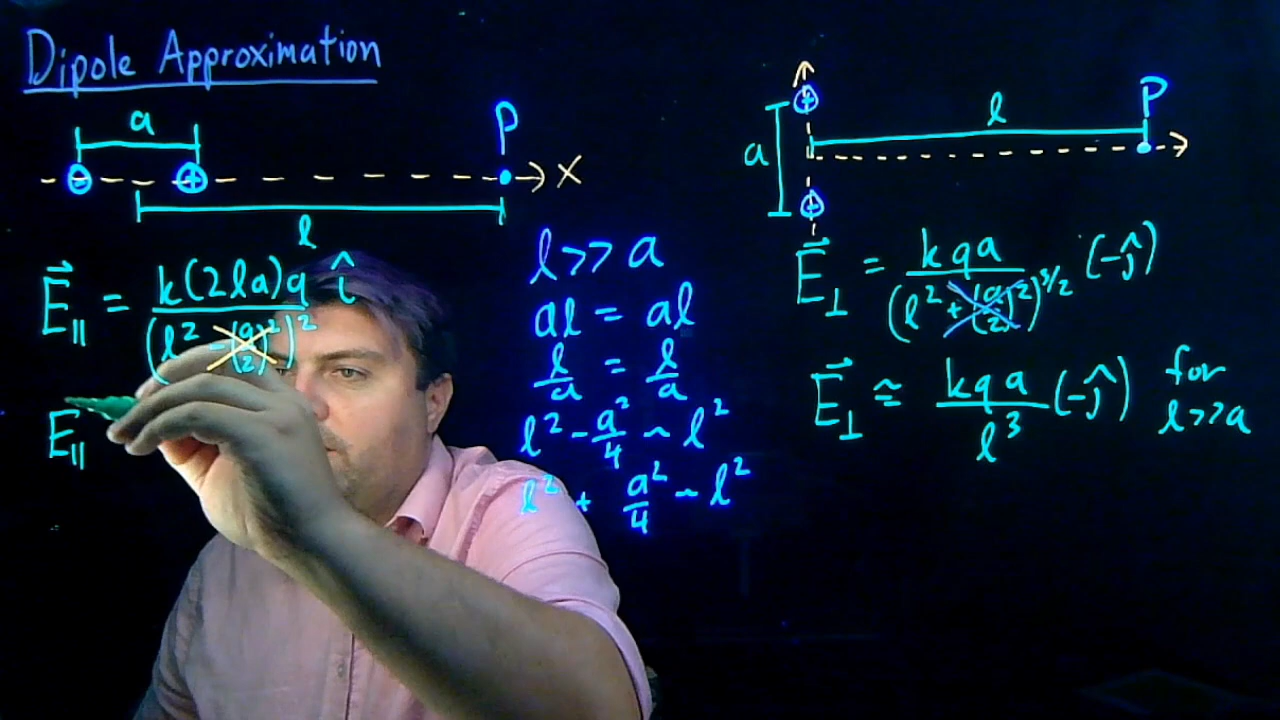 Dipole Approximation
a
P
⊖ ⊕ X
l
E⃗∥ = k(2la)q î / (l² - (a/2)²)²
E∥
l >> a
al = al
l/a = l/a
l² - a²/4 ~ l²
l² + a²/4 ~ l²
⊕
l
P
a
⊕
E⃗⊥ = kqa / (l² + (a/2)²)^3/2 (-ĵ)
E⃗⊥ ≅ kqa / l³ (-ĵ) for l >> a